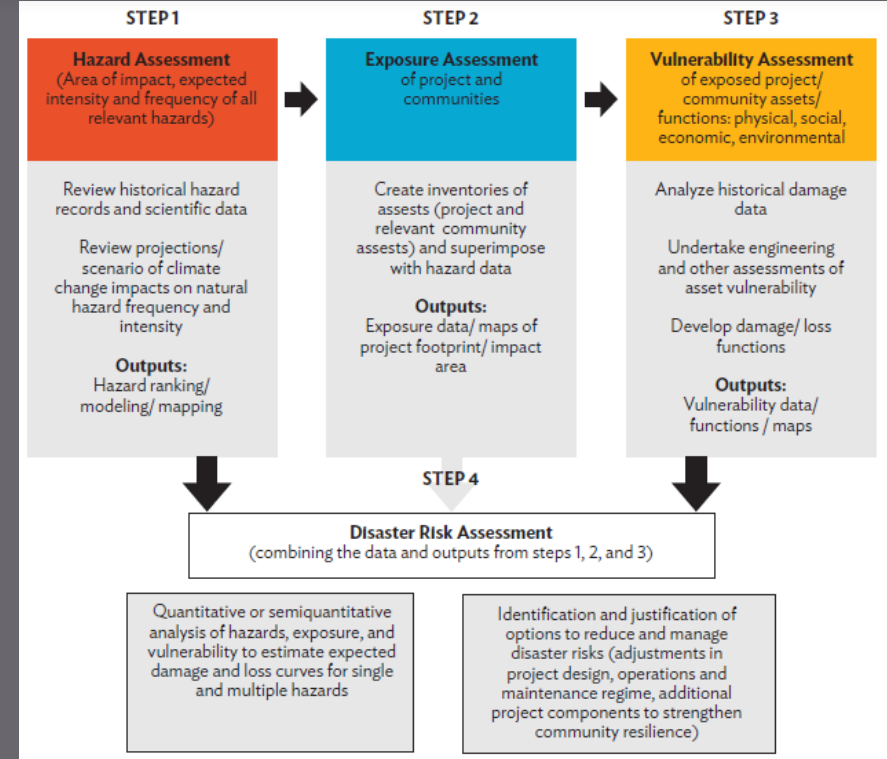 STEP 1
Hazard Assessment
(Area of impact, expected
intensity and frequency of all
relevant hazards)
Review historical hazard
records and scientific data
Review projections/
scenario of climate
change impacts on natural
hazard frequency and
intensity
Outputs:
Hazard ranking/
modeling/ mapping
STEP 2
Exposure Assessment
of project and
communities
Create inventories of
assests (project and
relevant community
assests) and superimpose
with hazard data
Outputs:
Exposure data/ maps of
project footprint/ impact
area
STEP 3
Vulnerability Assessment
of exposed project/
community assets/
functions: physical, social,
economic, environmental
Analyze historical damage
data
Undertake engineering
and other assessments of
asset vulnerability
Develop damage/ loss
functions
Outputs:
Vulnerability data/
functions / maps
STEP 4
Disaster Risk Assessment
(combining the data and outputs from steps 1, 2, and 3)
Quantitative or semiquantitative
analysis of hazards, exposure, and
vulnerability to estimate expected
damage and loss curves for single
and multiple hazards
Identification and justification of
options to reduce and manage
disaster risks (adjustments in
project design, operations and
maintenance regime, additional
project components to strengthen
community resilience)